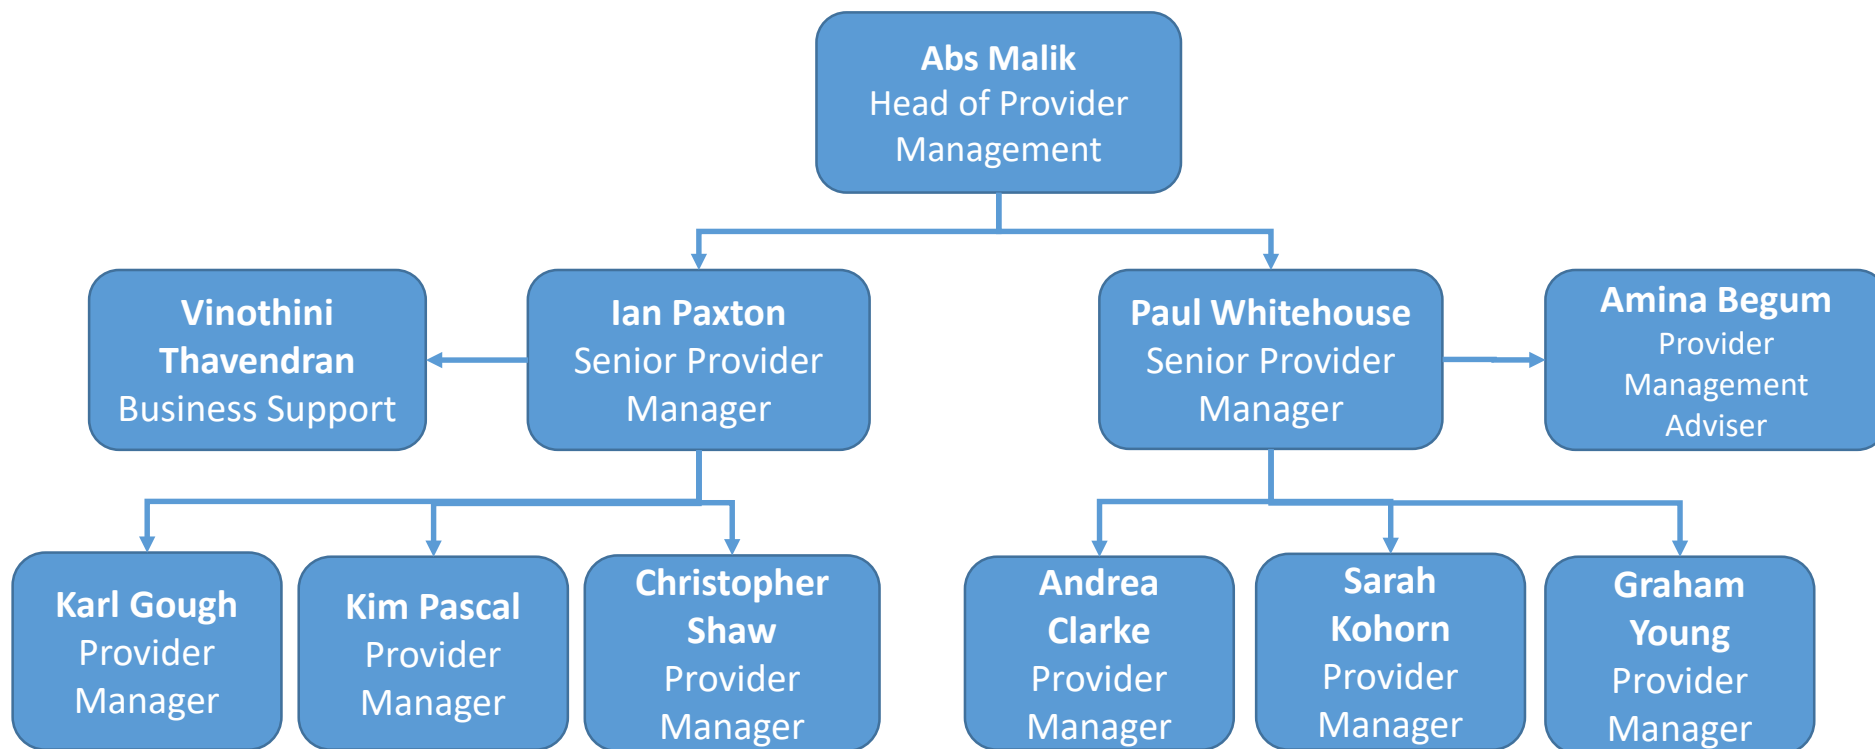 Abs Malik
Head of Provider
Management
Vinothini
Thavendran
Business Support
Ian Paxton
Senior Provider
Manager
Paul Whitehouse
Senior Provider
Manager
Amina Begum
Provider
Management
Adviser
Karl Gough
Provider
Manager
Kim Pascal
Provider
Manager
Christopher
Shaw
Provider
Manager
Andrea
Clarke
Provider
Manager
Sarah
Kohorn
Provider
Manager
Graham
Young
Provider
Manager